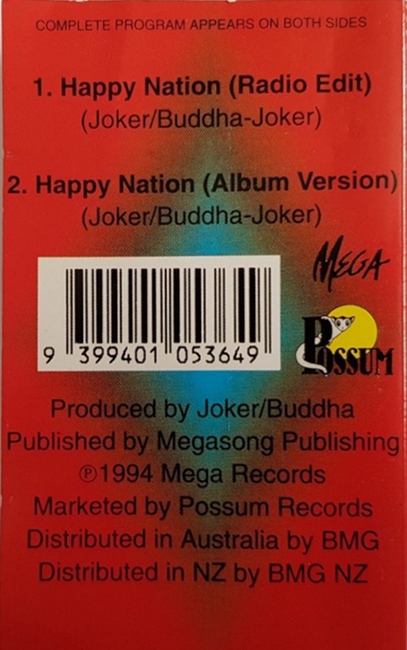 COMPLETE PROGRAM APPEARS ON BOTH SIDES
1. Happy Nation (Radio Edit)
(Joker/Buddha-Joker)
2. Happy Nation (Album Version)
(Joker/Buddha-Joker)
MEGA
POSSUM
9 399401 053649
Produced by Joker/Buddha
Published by Megasong Publishing
℗1994 Mega Records
Marketed by Possum Records
Distributed in Australia by BMG
Distributed in NZ by BMG NZ